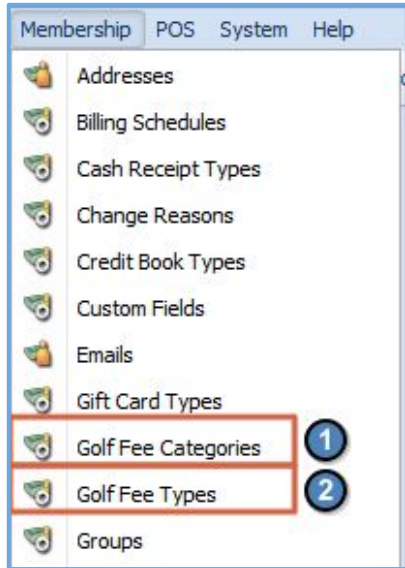 Membership POS System Help
Addresses
Billing Schedules
Cash Receipt Types
Change Reasons
Credit Book Types
Custom Fields
Emails
Gift Card Types
Golf Fee Categories 1
Golf Fee Types 2
Groups